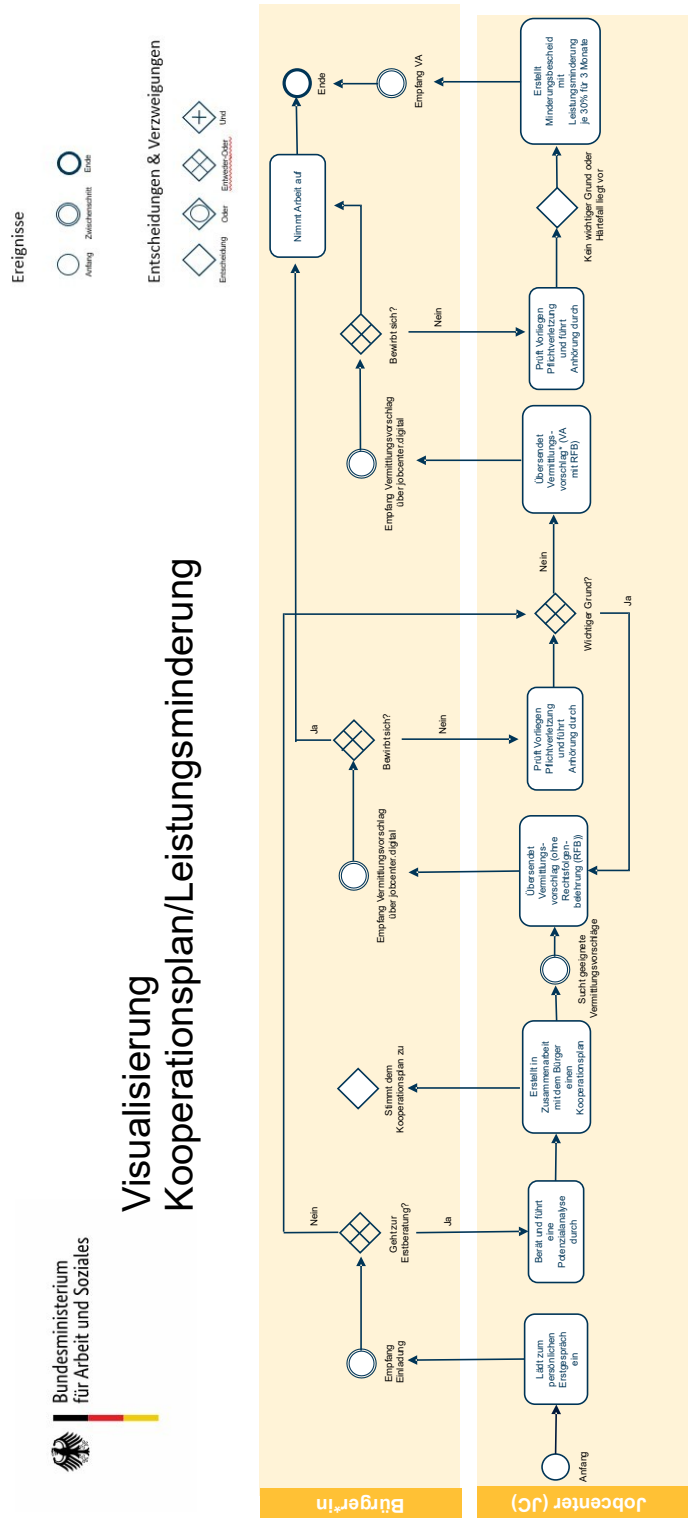 Bundesministerium
für Arbeit und Soziales
Visualisierung
Kooperationsplan/Leistungsminderung
Ereignisse
Anfang
Zwischenschritt
Ende
Entscheidungen & Verzweigungen
Entscheidung
Oder
Entweder-Oder
Und
Bürger*in
Empfang
Einladung
Geht zur
Erstberatung?
Nein
Ja
Stimmt dem
Kooperationsplan zu
Empfang Vermittlungsvorschlag
über jobcenter.digital
Bewirbt sich?
Ja
Nein
Empfang Vermittlungsvorschlag
über jobcenter.digital
Bewirbt sich?
Nein
Nimmt Arbeit auf
Ende
Empfang VA
Jobcenter (JC)
Anfang
Lädt zum
persönlichen
Erstgespräch
ein
Berät und führt
eine
Potenzialanalyse
durch
Erstellt in
Zusammenarbeit
mit dem Bürger
einen
Kooperationsplan
Sucht geeignete
Vermittlungsvorschläge
Übersendet
Vermittlungs-
vorschlag (ohne
Rechtsfolgen-
belehrung (RFB))
Prüft Vorliegen
Pflichtverletzung
und führt
Anhörung durch
Wichtiger Grund?
Nein
Ja
Übersendet
Vermittlungs-
vorschlag* (VA
mit RFB)
Prüft Vorliegen
Pflichtverletzung
und führt
Anhörung durch
Kein wichtiger Grund oder
Härtefall liegt vor
Erstellt
Minderungsbescheid
mit
Leistungsminderung
je 30% für 3 Monate